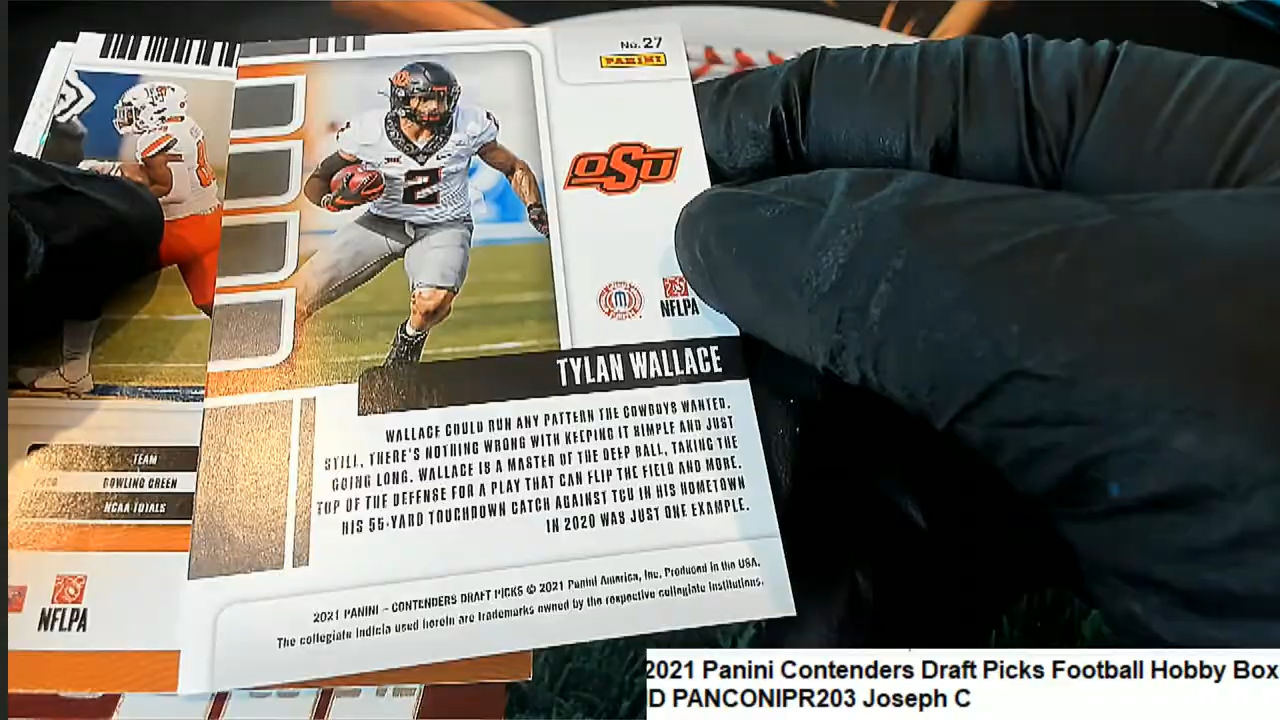 No. 27
PANINI
OSU
2
NFLPA
TYLAN WALLACE
WALLACE COULD RUN ANY PATTERN THE COWBOYS WANTED.
STILL, THERE'S NOTHING WRONG WITH KEEPING IT SIMPLE AND JUST
GOING LONG. WALLACE IS A MASTER OF THE DEEP BALL, TAKING THE
TOP OF THE DEFENSE FOR A PLAY THAT CAN FLIP THE FIELD AND MORE.
HIS 55-YARD TOUCHDOWN CATCH AGAINST TCU IN HIS HOMETOWN
IN 2020 WAS JUST ONE EXAMPLE.
2021 PANINI – CONTENDERS DRAFT PICKS © 2021 Panini America, Inc. Produced in the USA.
The collegiate indicia used herein are trademarks owned by the respective collegiate institutions.
TEAM
BOWLING GREEN
NCAA TOTALS
NFLPA
2021 Panini Contenders Draft Picks Football Hobby Box
D PANCONIPR203 Joseph C